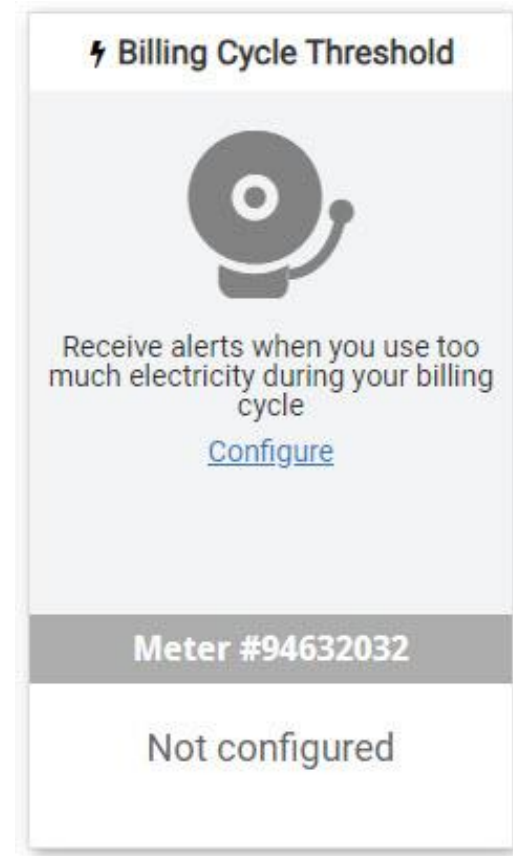 Billing Cycle Threshold
Receive alerts when you use too
much electricity during your billing
cycle
Configure
Meter #94632032
Not configured